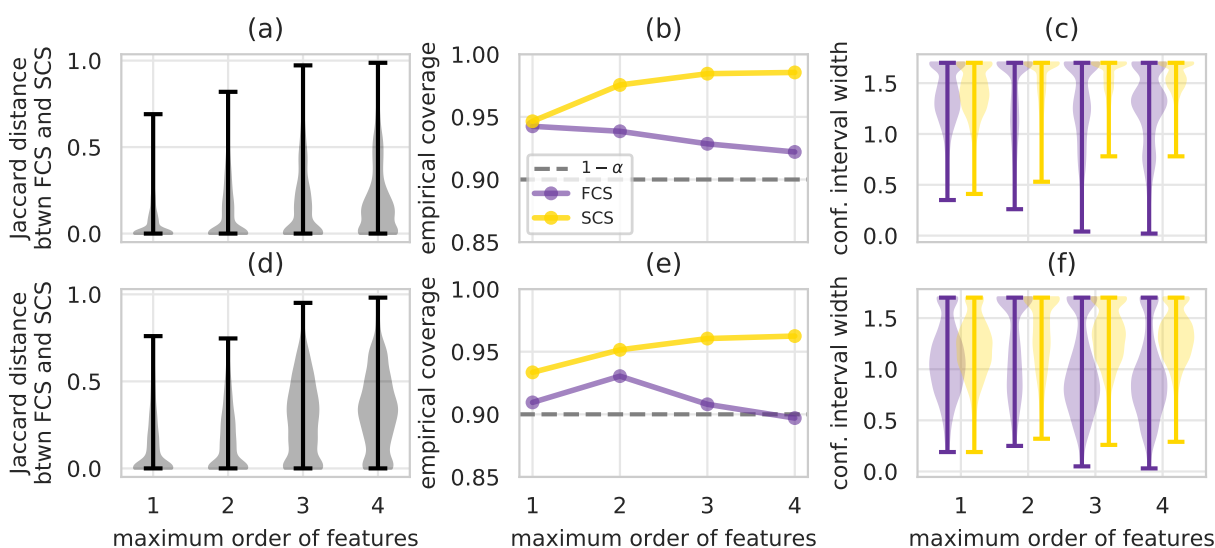 (a)
(b)
(c)
Jaccard distance
btwn FCS and SCS
1.0
0.5
0.0
empirical coverage
1.00
0.95
0.90
0.85
1 − α
FCS
SCS
conf. interval width
1.5
1.0
0.5
0.0
(d)
(e)
(f)
Jaccard distance
btwn FCS and SCS
1.0
0.5
0.0
1 2 3 4
maximum order of features
empirical coverage
1.00
0.95
0.90
0.85
1 2 3 4
maximum order of features
conf. interval width
1.5
1.0
0.5
0.0
1 2 3 4
maximum order of features